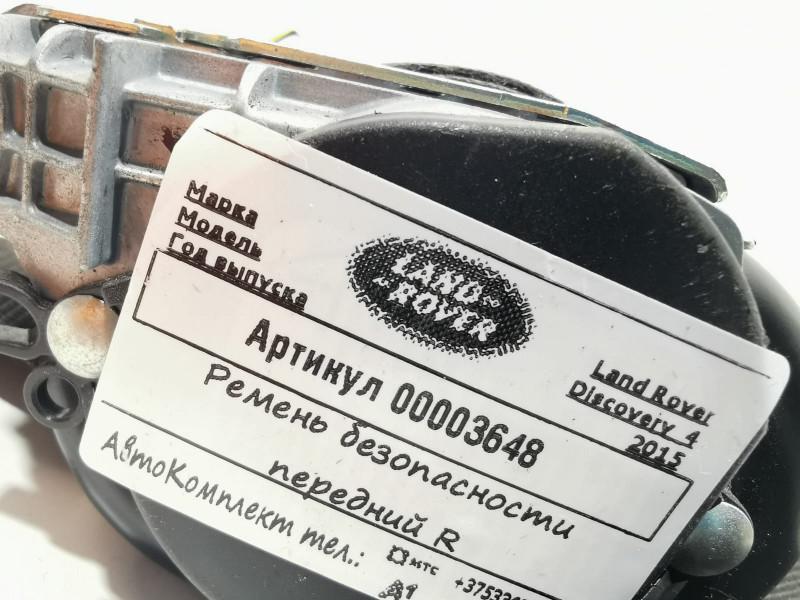 Марка
Модель
Год выпуска
LAND-
-ROVER
Land Rover
Discovery 4
2015
Артикул 00003648
Ремень безопасности
передний R
АвтоКомплект тел.:
мтс
A1